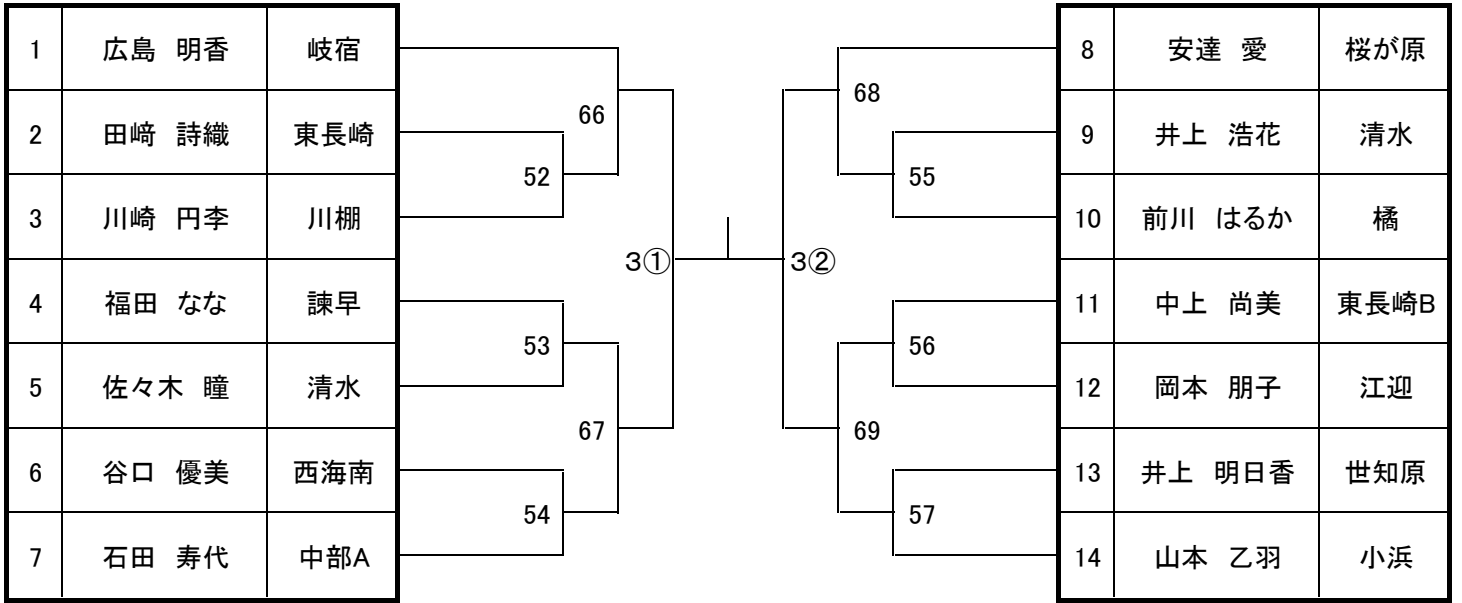 1 広島 明香 岐宿
2 田﨑 詩織 東長崎
3 川崎 円李 川棚
4 福田 なな 諫早
5 佐々木 瞳 清水
6 谷口 優美 西海南
7 石田 寿代 中部A
66
52
3①
53
67
54
68
55
3②
56
69
57
8 安達 愛 桜が原
9 井上 浩花 清水
10 前川 はるか 橘
11 中上 尚美 東長崎B
12 岡本 朋子 江迎
13 井上 明日香 世知原
14 山本 乙羽 小浜